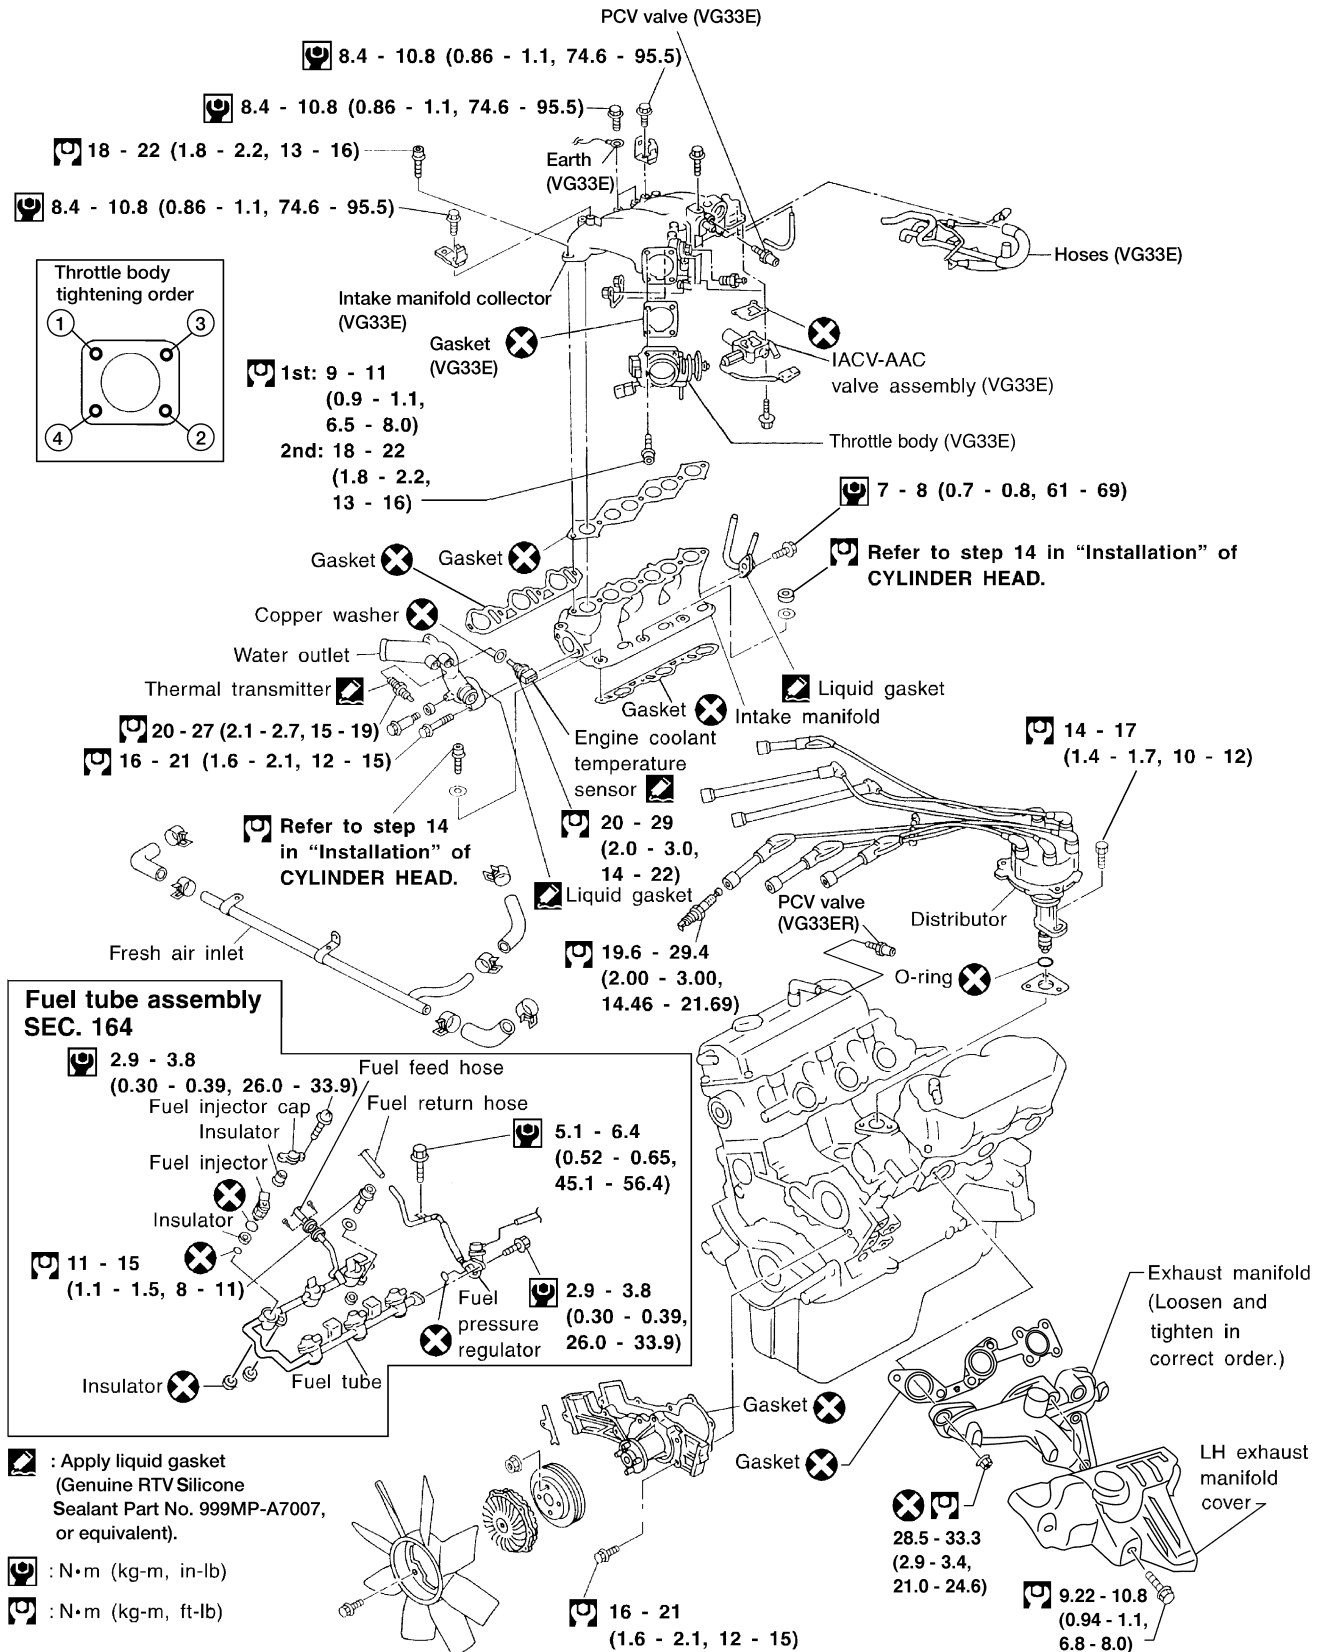 PCV valve (VG33E)
8.4 - 10.8 (0.86 - 1.1, 74.6 - 95.5)
8.4 - 10.8 (0.86 - 1.1, 74.6 - 95.5)
18 - 22 (1.8 - 2.2, 13 - 16)
Earth
(VG33E)
8.4 - 10.8 (0.86 - 1.1, 74.6 - 95.5)
Hoses (VG33E)
Throttle body
tightening order
1
3
4
2
Intake manifold collector
(VG33E)
Gasket
(VG33E)
IACV-AAC
valve assembly (VG33E)
1st: 9 - 11
(0.9 - 1.1,
6.5 - 8.0)
2nd: 18 - 22
(1.8 - 2.2,
13 - 16)
Throttle body (VG33E)
7 - 8 (0.7 - 0.8, 61 - 69)
Gasket
Gasket
Refer to step 14 in “Installation” of
CYLINDER HEAD.
Copper washer
Water outlet
Thermal transmitter
Liquid gasket
Gasket
Intake manifold
20 - 27 (2.1 - 2.7, 15 - 19)
16 - 21 (1.6 - 2.1, 12 - 15)
Engine coolant
temperature
sensor
14 - 17
(1.4 - 1.7, 10 - 12)
Refer to step 14
in “Installation” of
CYLINDER HEAD.
20 - 29
(2.0 - 3.0,
14 - 22)
Liquid gasket
PCV valve
(VG33ER)
Distributor
Fresh air inlet
19.6 - 29.4
(2.00 - 3.00,
14.46 - 21.69)
O-ring
Fuel tube assembly
SEC. 164
2.9 - 3.8
(0.30 - 0.39, 26.0 - 33.9)
Fuel feed hose
Fuel injector cap
Fuel return hose
Insulator
5.1 - 6.4
(0.52 - 0.65,
45.1 - 56.4)
Fuel injector
Insulator
11 - 15
(1.1 - 1.5, 8 - 11)
Fuel
pressure
regulator
2.9 - 3.8
(0.30 - 0.39,
26.0 - 33.9)
Insulator
Fuel tube
Exhaust manifold
(Loosen and
tighten in
correct order.)
Gasket
Gasket
LH exhaust
manifold
cover
: Apply liquid gasket
(Genuine RTV Silicone
Sealant Part No. 999MP-A7007,
or equivalent).
: N•m (kg-m, in-lb)
: N•m (kg-m, ft-lb)
28.5 - 33.3
(2.9 - 3.4,
21.0 - 24.6)
9.22 - 10.8
(0.94 - 1.1,
6.8 - 8.0)
16 - 21
(1.6 - 2.1, 12 - 15)